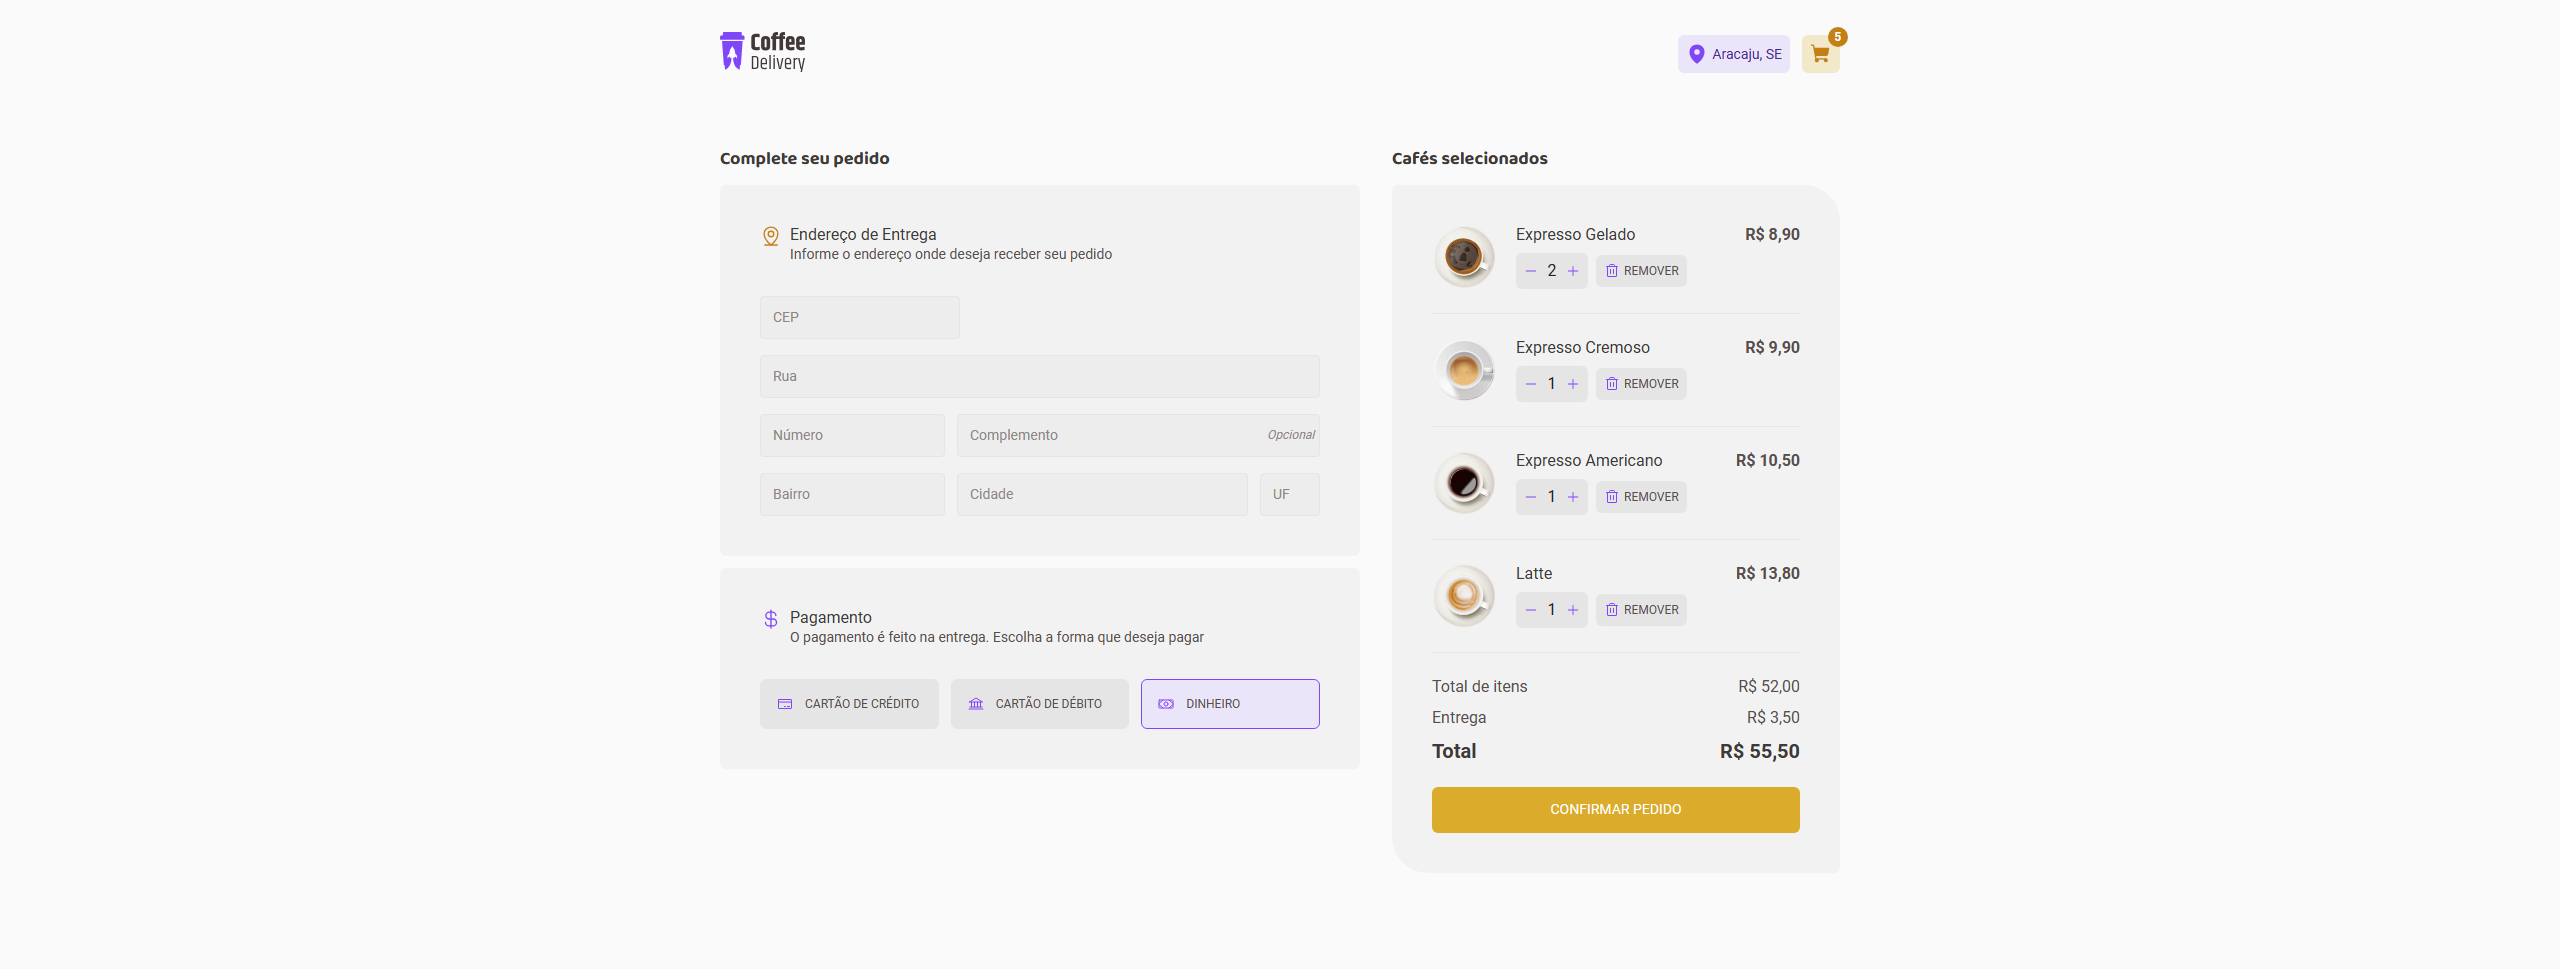 Coffee
Delivery
Aracaju, SE
5
Complete seu pedido
Endereço de Entrega
Informe o endereço onde deseja receber seu pedido
CEP
Rua
Número
Complemento Opcional
Bairro Cidade UF
Pagamento
O pagamento é feito na entrega. Escolha a forma que deseja pagar
CARTÃO DE CRÉDITO CARTÃO DE DÉBITO DINHEIRO
Cafés selecionados
Expresso Gelado R$ 8,90
2 REMOVER
Expresso Cremoso R$ 9,90
1 REMOVER
Expresso Americano R$ 10,50
1 REMOVER
Latte R$ 13,80
1 REMOVER
Total de itens R$ 52,00
Entrega R$ 3,50
Total R$ 55,50
CONFIRMAR PEDIDO